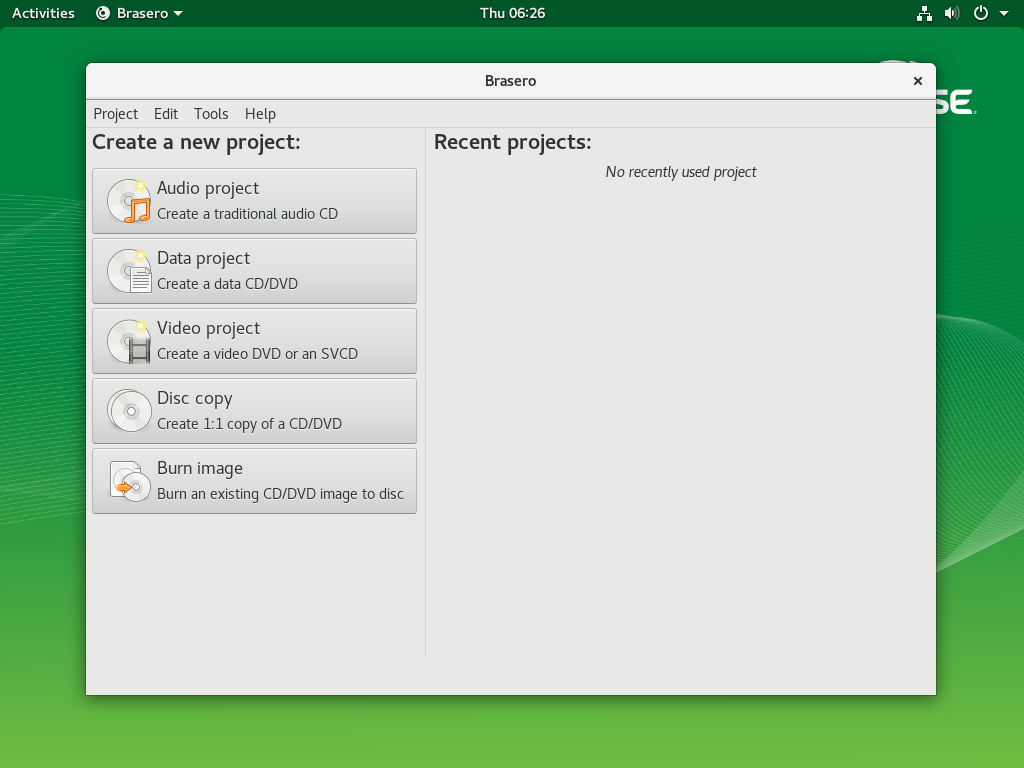 Activities Brasero Thu 06:26
Brasero
Project Edit Tools Help
Create a new project:
Audio project
Create a traditional audio CD
Data project
Create a data CD/DVD
Video project
Create a video DVD or an SVCD
Disc copy
Create 1:1 copy of a CD/DVD
Burn image
Burn an existing CD/DVD image to disc
Recent projects:
No recently used project
SE.